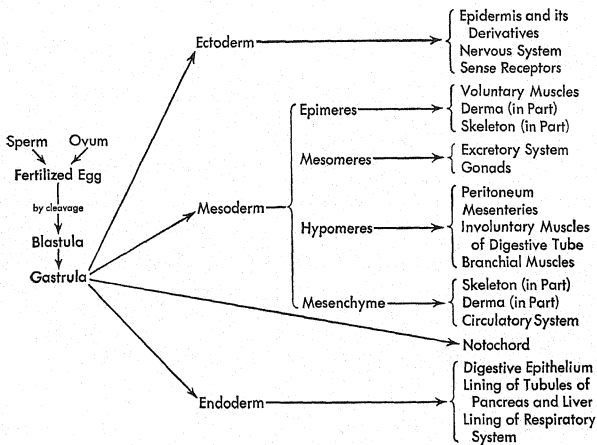 Sperm Ovum
Fertilized Egg
by cleavage
Blastula
Gastrula
Ectoderm
Epidermis and its
Derivatives
Nervous System
Sense Receptors
Mesoderm
Epimeres
Voluntary Muscles
Derma (in Part)
Skeleton (in Part)
Mesomeres
Excretory System
Gonads
Hypomeres
Peritoneum
Mesenteries
Involuntary Muscles
of Digestive Tube
Branchial Muscles
Mesenchyme
Skeleton (in Part)
Derma (in Part)
Circulatory System
Notochord
Endoderm
Digestive Epithelium
Lining of Tubules of
Pancreas and Liver
Lining of Respiratory
System